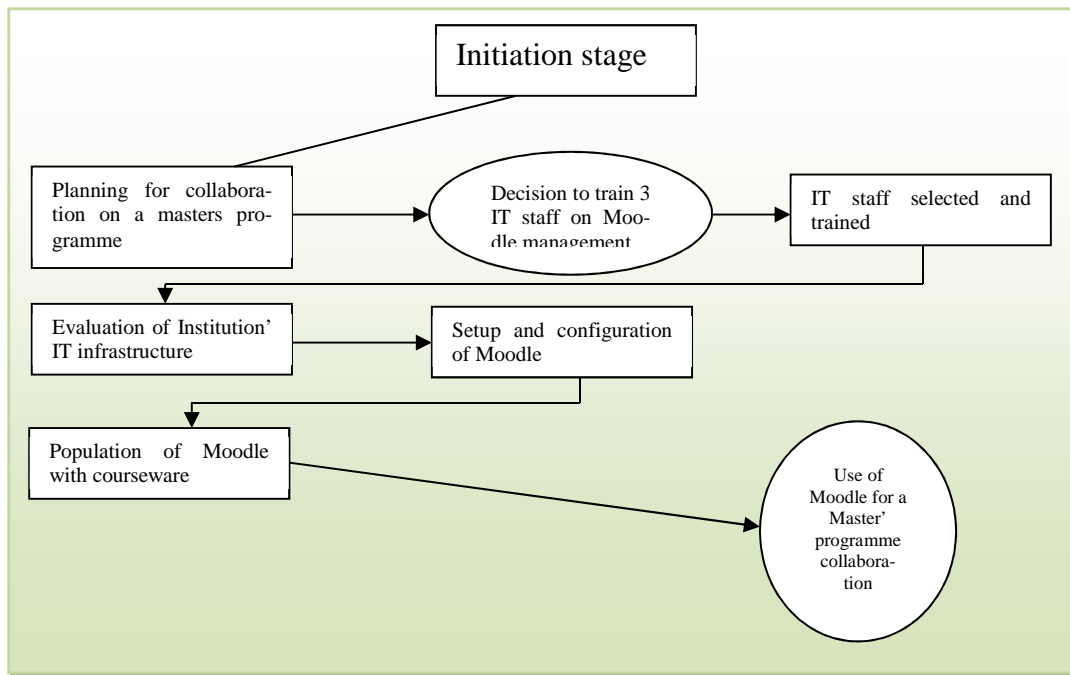 Initiation stage
Planning for collabora-
tion on a masters pro-
gramme
Decision to train 3
IT staff on Moo-
dle management
IT staff selected and
trained
Evaluation of Institution’
IT infrastructure
Setup and configuration
of Moodle
Population of Moodle
with courseware
Use of
Moodle for a
Master’
programme
collabora-
tion